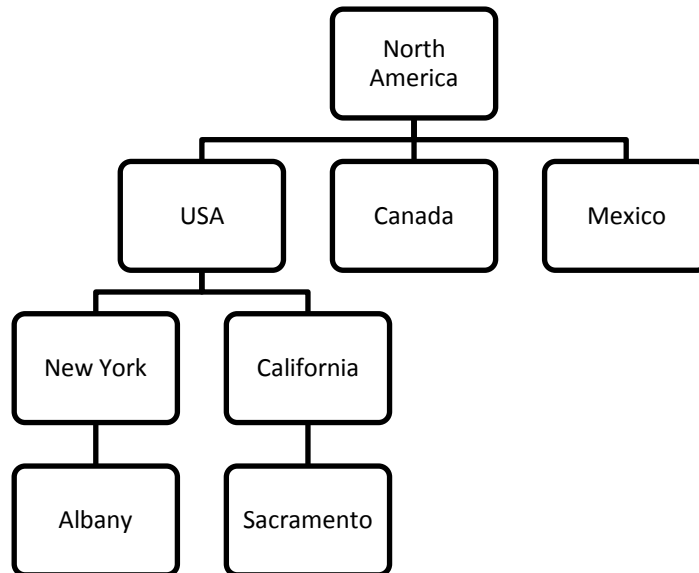 North
America
USA
Canada
Mexico
New York
California
Albany
Sacramento